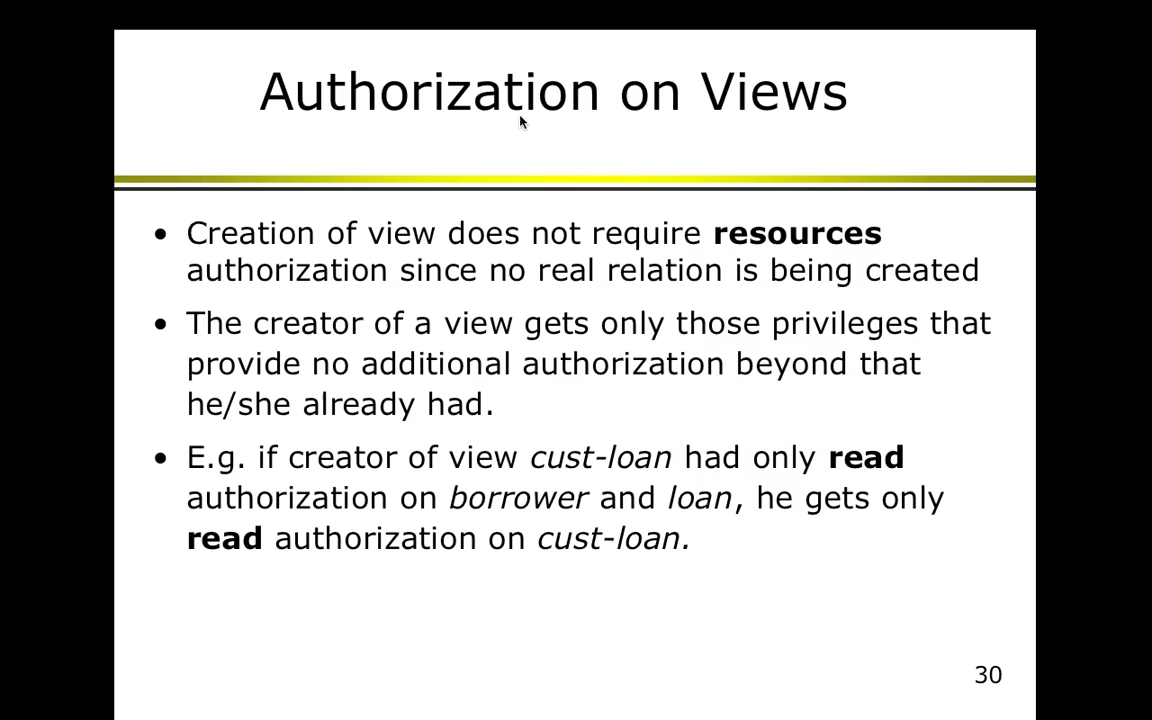 Authorization on Views
• Creation of view does not require resources
authorization since no real relation is being created
• The creator of a view gets only those privileges that
provide no additional authorization beyond that
he/she already had.
• E.g. if creator of view cust-loan had only read
authorization on borrower and loan, he gets only
read authorization on cust-loan.
30